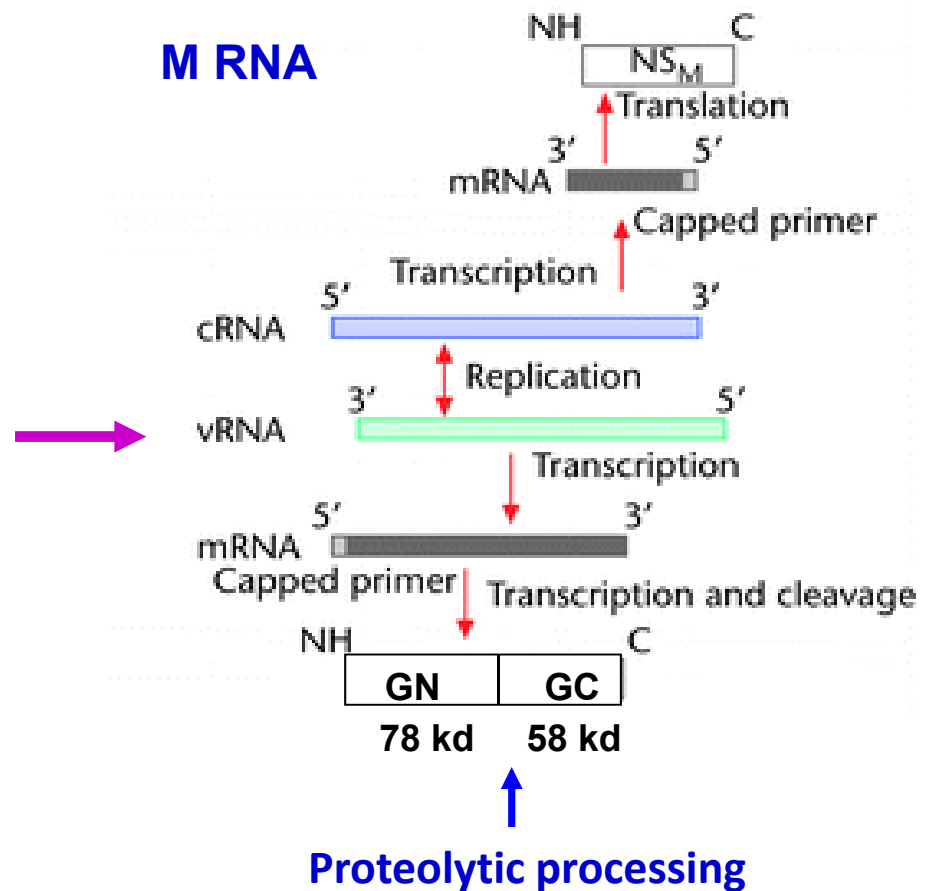 M RNA
NH C
NS_M
Translation
3′ 5′
mRNA
Capped primer
Transcription
5′ 3′
cRNA
Replication
3′ 5′
vRNA
Transcription
5′ 3′
mRNA
Capped primer
Transcription and cleavage
NH C
GN GC
78 kd 58 kd
Proteolytic processing